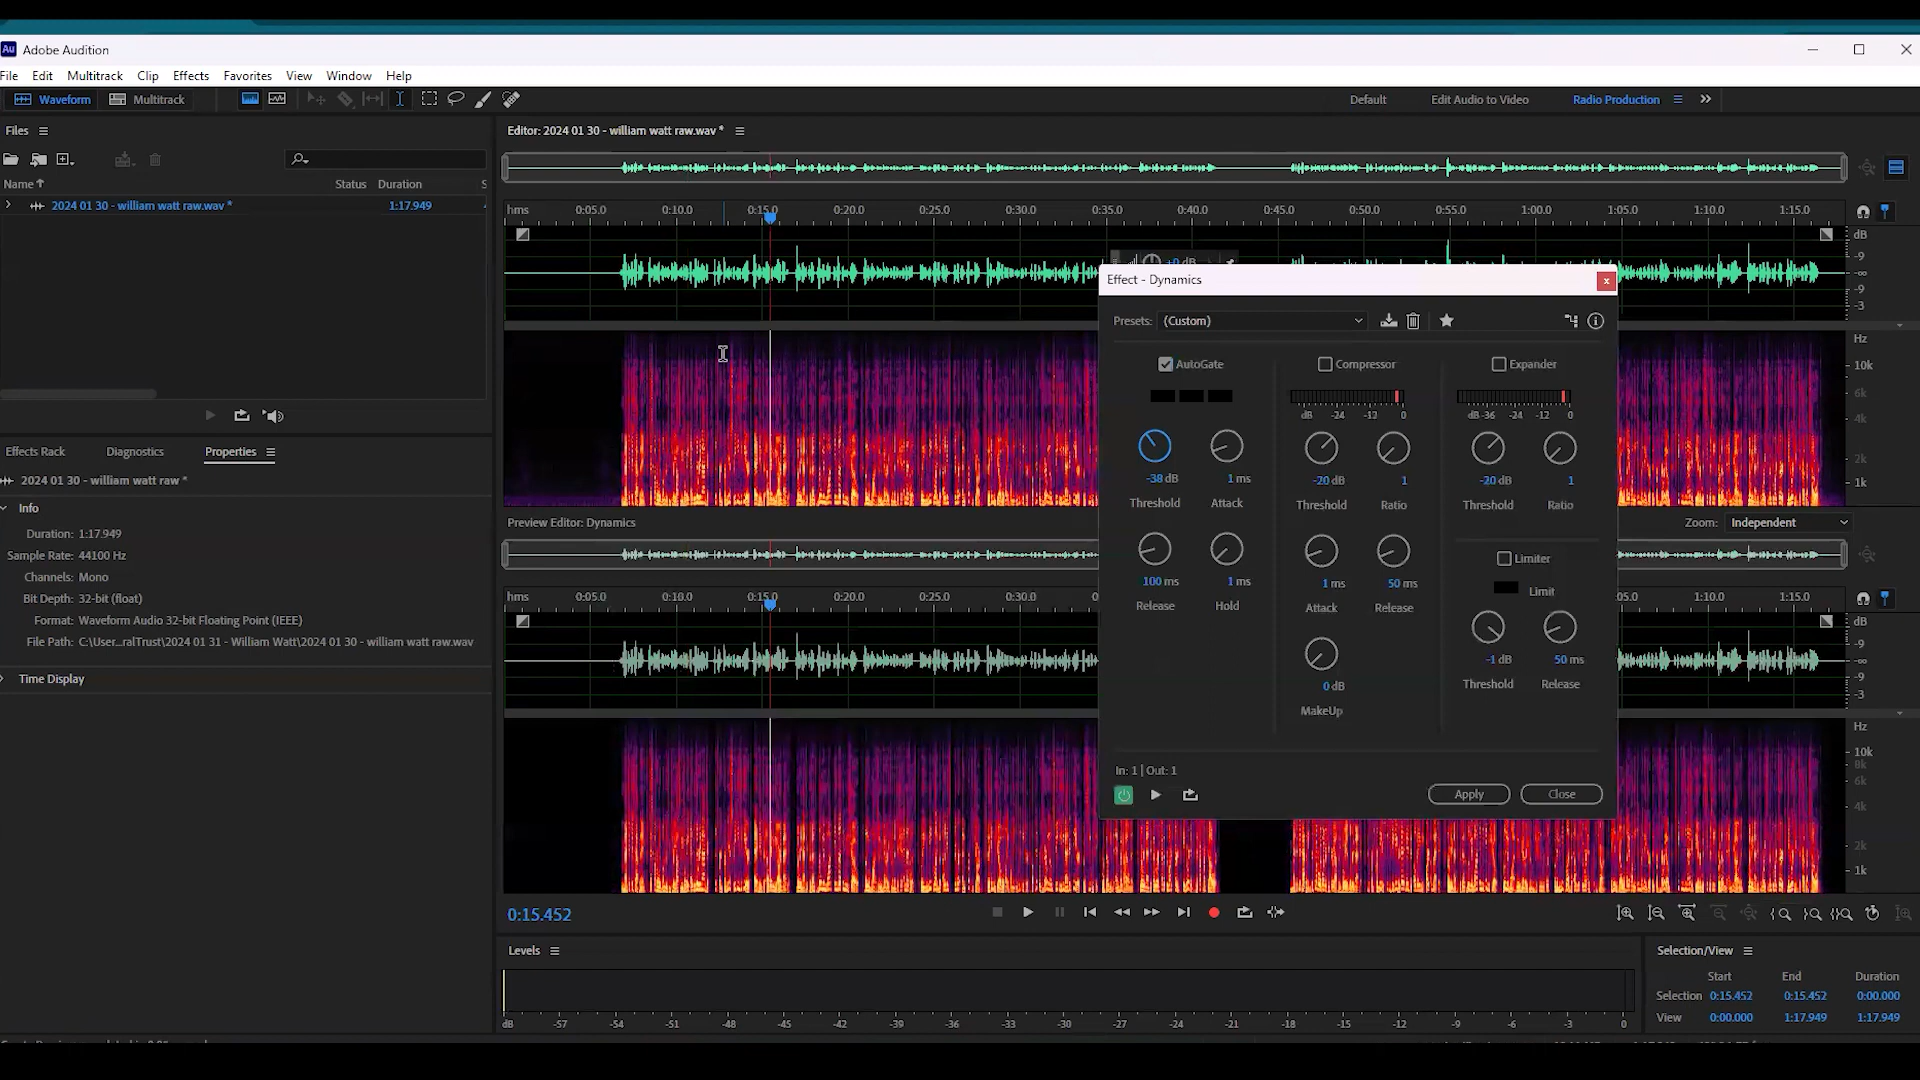 Au Adobe Audition
File Edit Multitrack Clip Effects Favorites View Window Help
Waveform Multitrack Default Edit Audio to Video Radio Production
Files
Name Status Duration S
2024 01 30 - william watt raw.wav * 1:17.949
Effects Rack Diagnostics Properties
2024 01 30 - william watt raw *
Info
Duration: 1:17.949
Sample Rate: 44100 Hz
Channels: Mono
Bit Depth: 32-bit (float)
Format: Waveform Audio 32-bit Floating Point (IEEE)
File Path: C:\User...ralTrust\2024 01 31 - William Watt\2024 01 30 - william watt raw.wav
Time Display
Editor: 2024 01 30 - william watt raw.wav *
hms 0:05.0 0:10.0 0:15.0 0:20.0 0:25.0 0:30.0 0:35.0 0:40.0 0:45.0 0:50.0 0:55.0 1:00.0 1:05.0 1:10.0 1:15.0
dB
-9
-∞
-9
-3
+0 dB
Hz
10k
6k
4k
2k
1k
Effect - Dynamics
Presets: (Custom)
AutoGate Compressor Expander
dB -24 -12 0 dB -36 -24 -12 0
-38 dB 1 ms -20 dB 1 -20 dB 1
Threshold Attack Threshold Ratio Threshold Ratio
Limiter
100 ms 1 ms 1 ms 50 ms Limit
Release Hold Attack Release
-1 dB 50 ms
0 dB Threshold Release
MakeUp
In: 1 | Out: 1
Apply Close
Preview Editor: Dynamics Zoom: Independent
hms 0:05.0 0:10.0 0:15.0 0:20.0 0:25.0 0:30.0 05.0 1:10.0 1:15.0
dB
-9
-∞
-9
-3
Hz
10k
8k
6k
4k
2k
1k
0:15.452
Levels
dB -57 -54 -51 -48 -45 -42 -39 -36 -33 -30 -27 -24 -21 -18 -15 -12 -9 -6 -3 0
Selection/View
Start End Duration
Selection 0:15.452 0:15.452 0:00.000
View 0:00.000 1:17.949 1:17.949